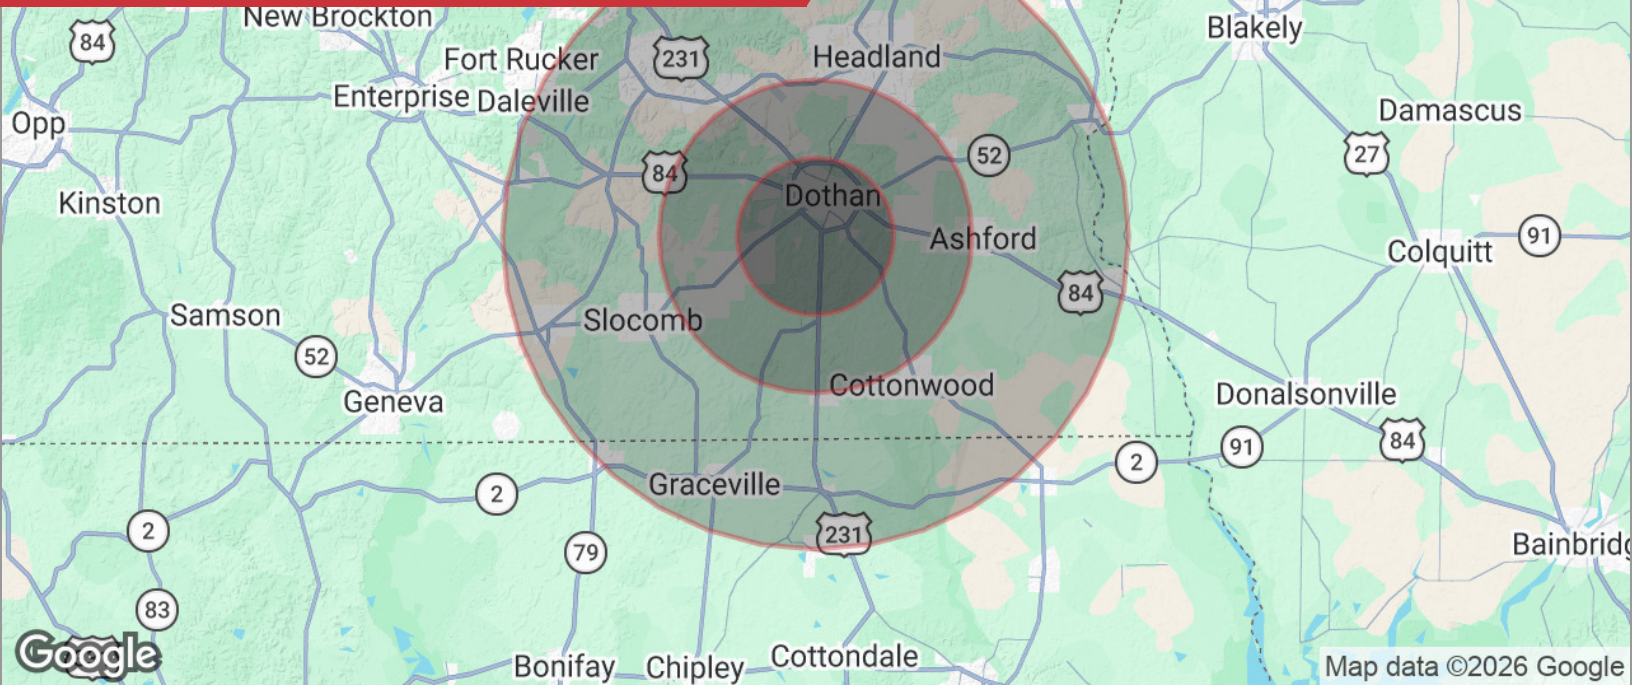 New Brockton
84
Fort Rucker
231
Headland
Blakely
Enterprise
Daleville
Opp
Damascus
52
27
84
Kinston
Dothan
Ashford
91
Colquitt
84
Samson
Slocomb
52
Geneva
Cottonwood
Donalsonville
84
91
2
Graceville
2
2
231
79
Bainbridg
83
Google
Bonifay
Chipley
Cottondale
Map data ©2026 Google